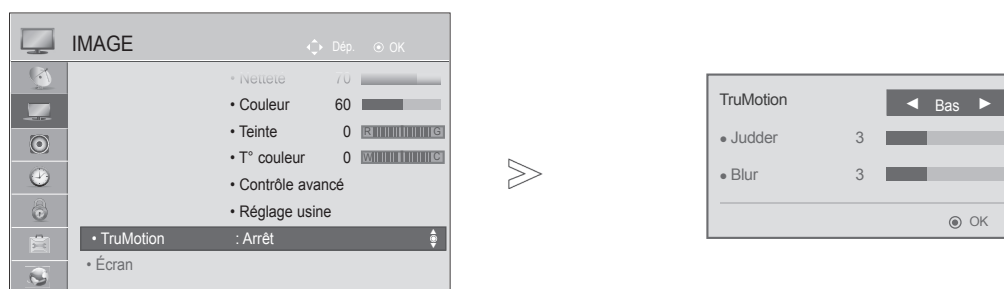 IMAGE
Dép. OK
• Netteté 70
• Couleur 60
• Teinte 0 R G
• T° couleur 0 W C
• Contrôle avancé
• Réglage usine
• TruMotion : Arrêt
• Écran
TruMotion ◄ Bas ►
• Judder 3
• Blur 3
OK